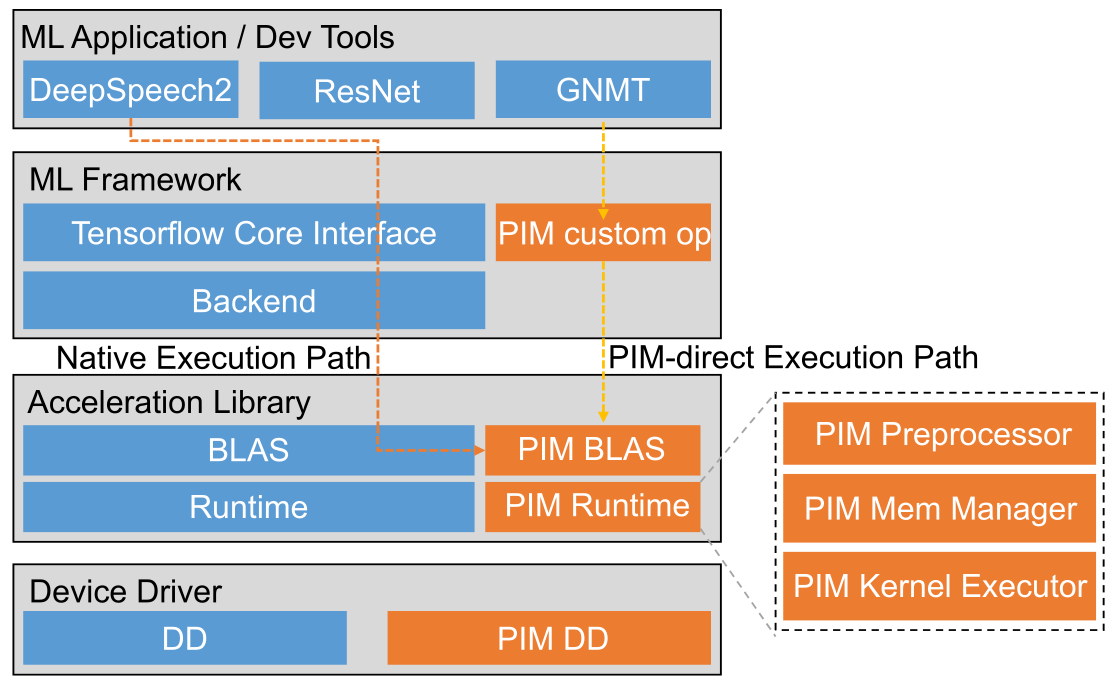 ML Application / Dev Tools
DeepSpeech2
ResNet
GNMT
ML Framework
Tensorflow Core Interface
PIM custom op
Backend
Native Execution Path
PIM-direct Execution Path
Acceleration Library
BLAS
PIM BLAS
Runtime
PIM Runtime
PIM Preprocessor
PIM Mem Manager
PIM Kernel Executor
Device Driver
DD
PIM DD